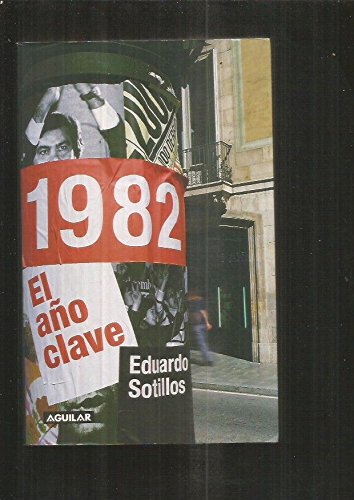 1982
El
año
clave
Eduardo
Sotillos
AGUILAR